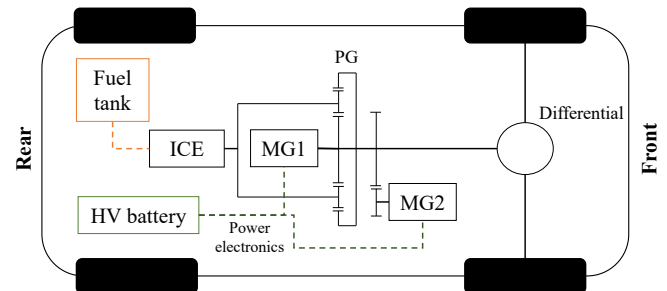 PG
Fuel
tank
Differential
Rear
ICE
MG1
Front
HV battery
MG2
Power
electronics